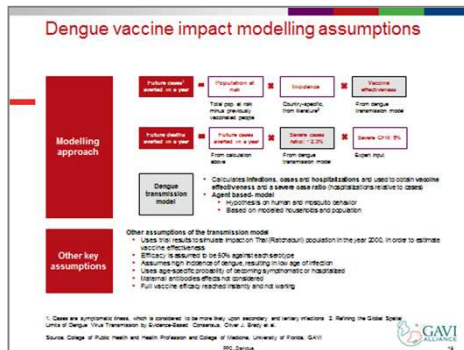 Dengue vaccine impact modelling assumptions
Modelling approach
Future cases¹ averted in a year
=
Population at risk
x
Incidence
x
Vaccine effectiveness
Total pop. at risk minus previously vaccinated people
Country-specific, from literature²
From dengue transmission model
Future deaths averted in a year
=
Future cases averted in a year
x
Severe cases
x
Severe CFR: 5%
From calculation above
From dengue transmission model
Expert input
Dengue transmission model
• Calculates infections, cases and hospitalizations and used to obtain vaccine effectiveness and a severe case ratio (hospitalizations relative to cases)
• Agent based- model
• Hypothesis on human and mosquito behavior
• Based on modelled households and population
Other key assumptions
Other assumptions of the transmission model
• Uses trial results to simulate impact on Thai (Ratchaburi) population in the year 2000, in order to estimate vaccine effectiveness
• Efficacy is assumed to be 50% against each serotype
• Assumes high incidence of dengue, resulting in low age of infection
• Uses age-specific probability of becoming symptomatic or hospitalized
• Maternal antibodies effects not considered
• Full vaccine efficacy reached instantly and not waning
1. Cases are symptomatic illness, which is considered to be more likely upon secondary and tertiary infections 2. Refining the Global Spatial
Limits of Dengue Virus Transmission by Evidence-Based Consensus, Oliver J. Brady et al.
Source: College of Public Health and Health Profession and College of Medicine, University of Florida; GAVI
PPC, Dengue
GAVI
ALLIANCE